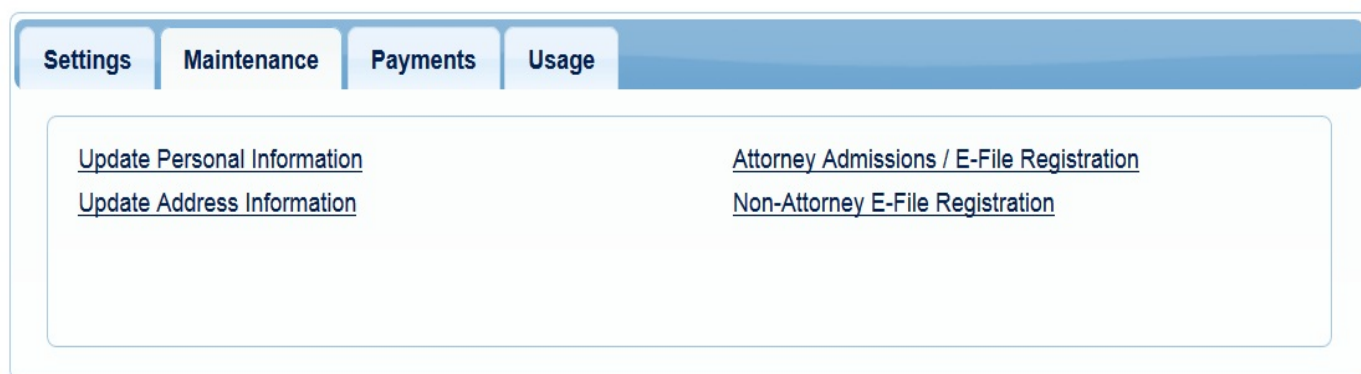 Settings Maintenance Payments Usage
Update Personal Information
Update Address Information
Attorney Admissions / E-File Registration
Non-Attorney E-File Registration